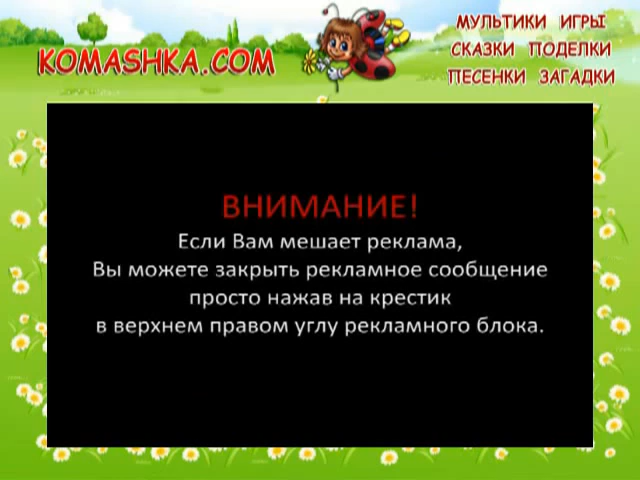 KOMASHKA.COM
МУЛЬТИКИ ИГРЫ
СКАЗКИ ПОДЕЛКИ
ПЕСЕНКИ ЗАГАДКИ
ВНИМАНИЕ!
Если Вам мешает реклама,
Вы можете закрыть рекламное сообщение
просто нажав на крестик
в верхнем правом углу рекламного блока.